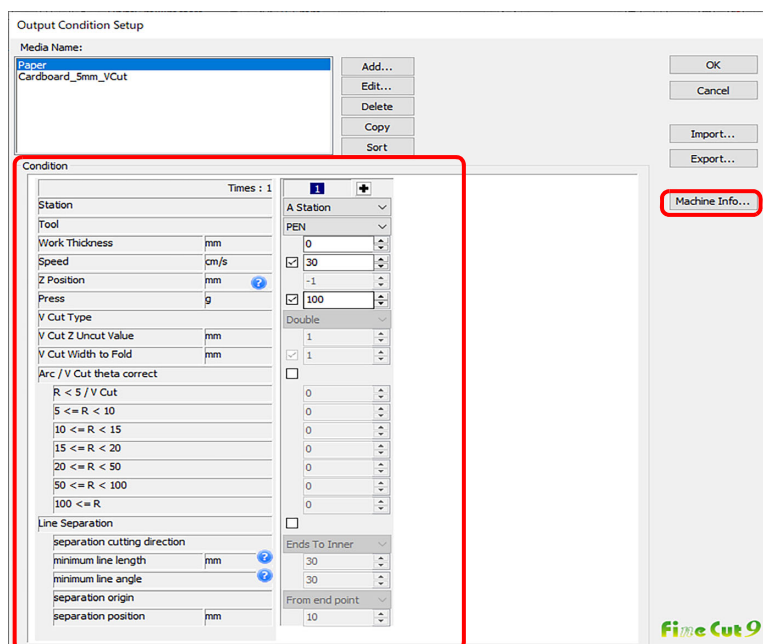 Output Condition Setup
Media Name:
Paper
Cardboard_5mm_VCut
Add...
Edit...
Delete
Copy
Sort
OK
Cancel
Import...
Export...
Machine Info...
Condition
Times : 1 1
Station A Station
Tool PEN
Work Thickness mm 0
Speed cm/s 30
Z Position mm ? -1
Press g 100
V Cut Type Double
V Cut Z Uncut Value mm 1
V Cut Width to Fold mm 1
Arc / V Cut theta correct
R < 5 / V Cut 0
5 <= R < 10 0
10 <= R < 15 0
15 <= R < 20 0
20 <= R < 50 0
50 <= R < 100 0
100 <= R 0
Line Separation
separation cutting direction Ends To Inner
minimum line length mm ? 30
minimum line angle ? 30
separation origin From end point
separation position mm 10
Fine Cut 9